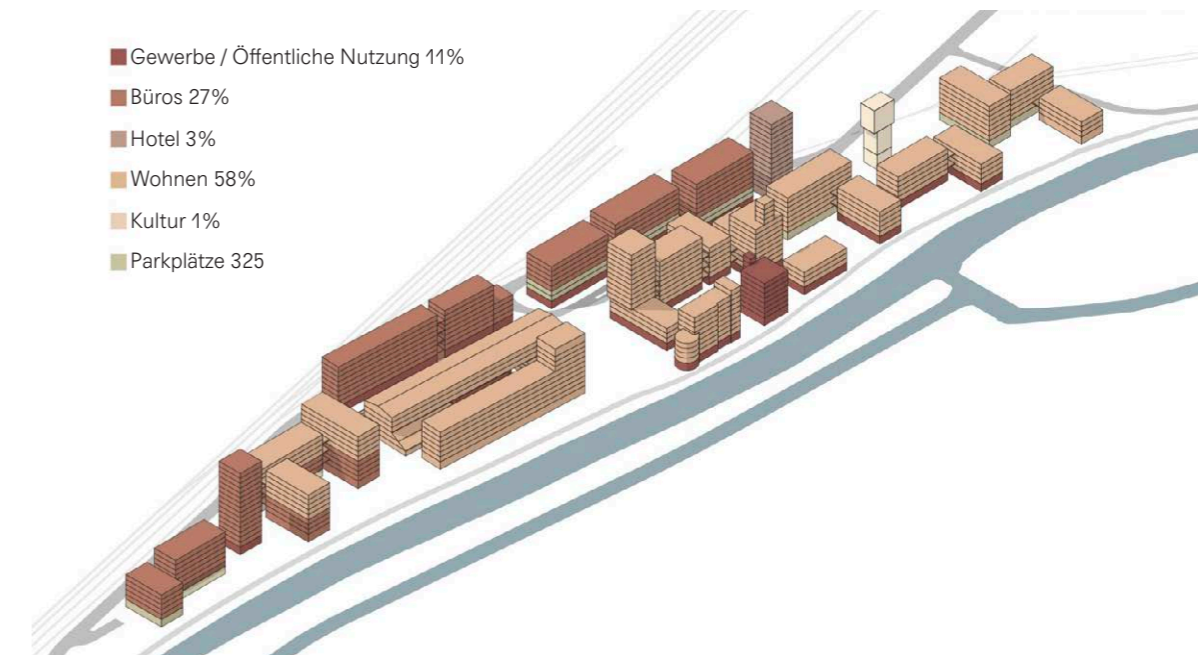 Gewerbe / Öffentliche Nutzung 11%
Büros 27%
Hotel 3%
Wohnen 58%
Kultur 1%
Parkplätze 325